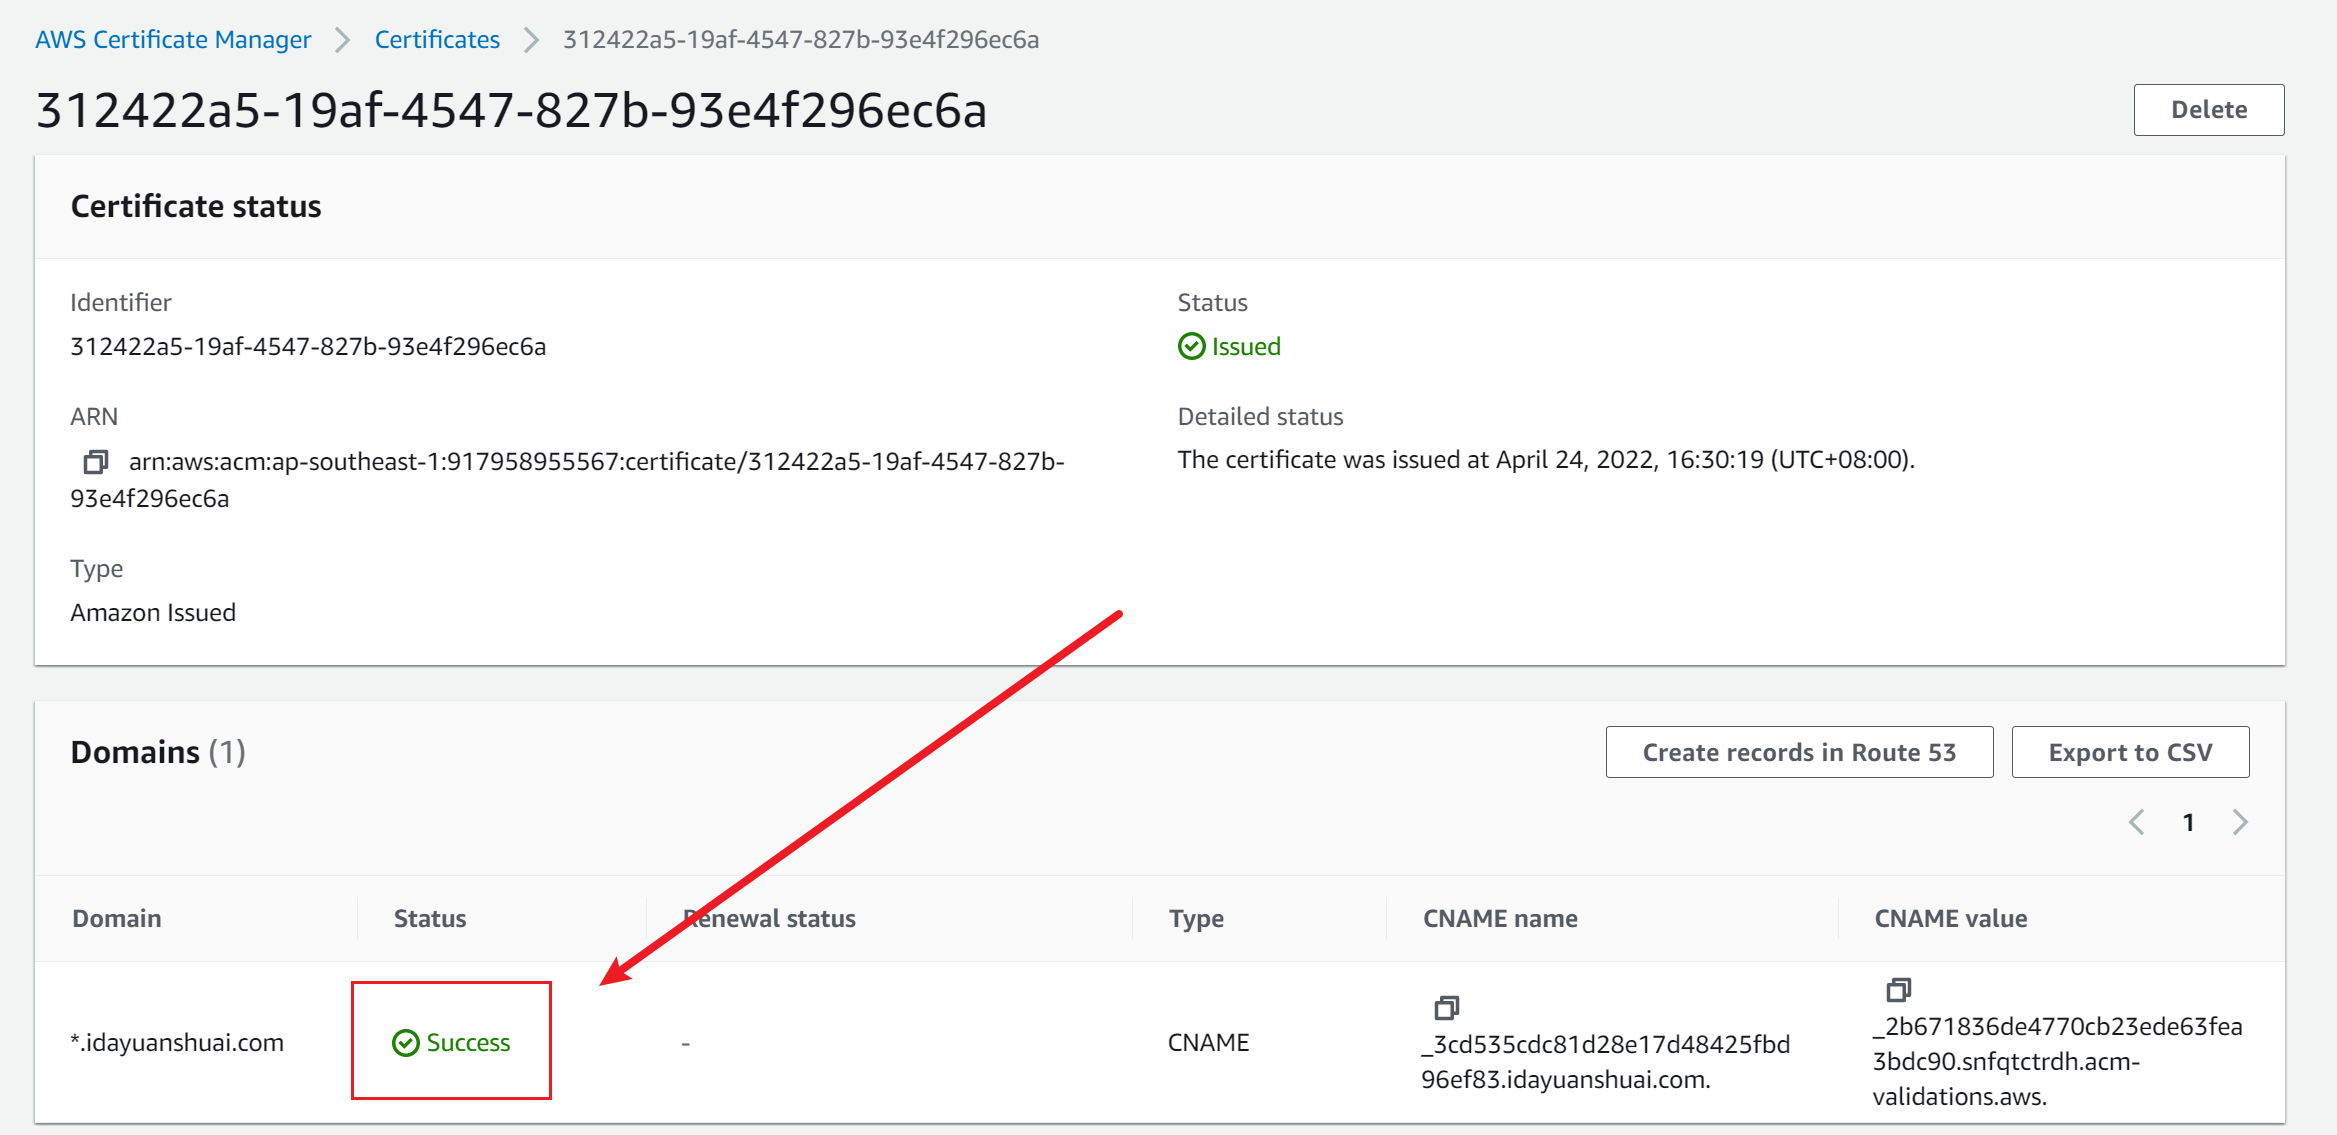 AWS Certificate Manager > Certificates > 312422a5-19af-4547-827b-93e4f296ec6a
312422a5-19af-4547-827b-93e4f296ec6a
Delete
Certificate status
Identifier
312422a5-19af-4547-827b-93e4f296ec6a
Status
Issued
ARN
arn:aws:acm:ap-southeast-1:917958955567:certificate/312422a5-19af-4547-827b-
93e4f296ec6a
Detailed status
The certificate was issued at April 24, 2022, 16:30:19 (UTC+08:00).
Type
Amazon Issued
Domains (1)
Create records in Route 53
Export to CSV
1
Domain Status Renewal status Type CNAME name CNAME value
*.idayuanshuai.com
Success
-
CNAME
_3cd535cdc81d28e17d48425fbd
96ef83.idayuanshuai.com.
_2b671836de4770cb23ede63fea
3bdc90.snfqtctrdh.acm-
validations.aws.